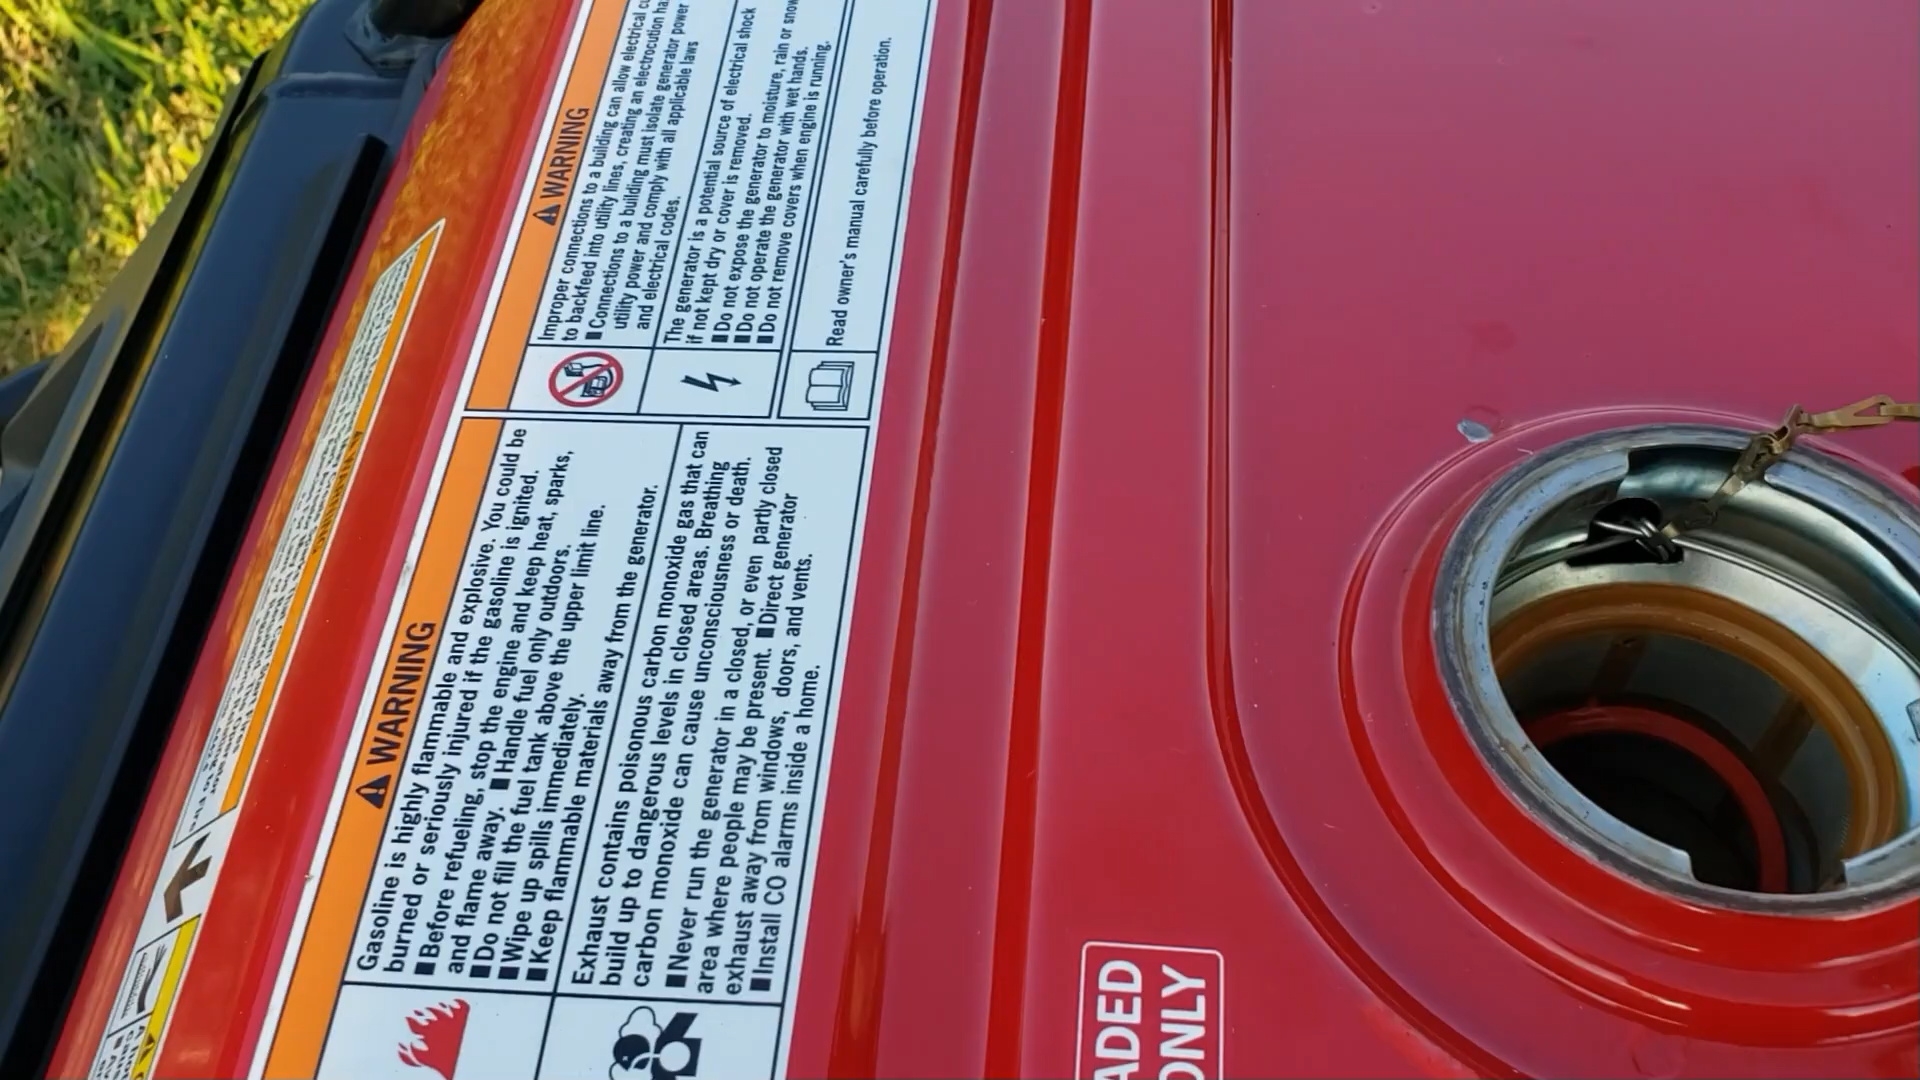 WARNING
Gasoline is highly flammable and explosive. You could be
burned or seriously injured if the gasoline is ignited.
■Before refueling, stop the engine and keep heat, sparks,
and flame away. ■Handle fuel only outdoors.
■Do not fill the fuel tank above the upper limit line.
■Wipe up spills immediately.
■Keep flammable materials away from the generator.
Exhaust contains poisonous carbon monoxide gas that can
build up to dangerous levels in closed areas. Breathing
carbon monoxide can cause unconsciousness or death.
■Never run the generator in a closed, or even partly closed
area where people may be present. ■Direct generator
exhaust away from windows, doors, and vents.
■Install CO alarms inside a home.
WARNING
Improper connections to a building can allow electrical
to backfeed into utility lines, creating an electrocution
■Connections to a building must isolate generator power
utility power and comply with all applicable laws
and electrical codes.
The generator is a potential source of electrical shock
if not kept dry or cover is removed.
■Do not expose the generator to moisture, rain or snow
■Do not operate the generator with wet hands.
■Do not remove covers when engine is running.
Read owner's manual carefully before operation.
ADED
ONLY